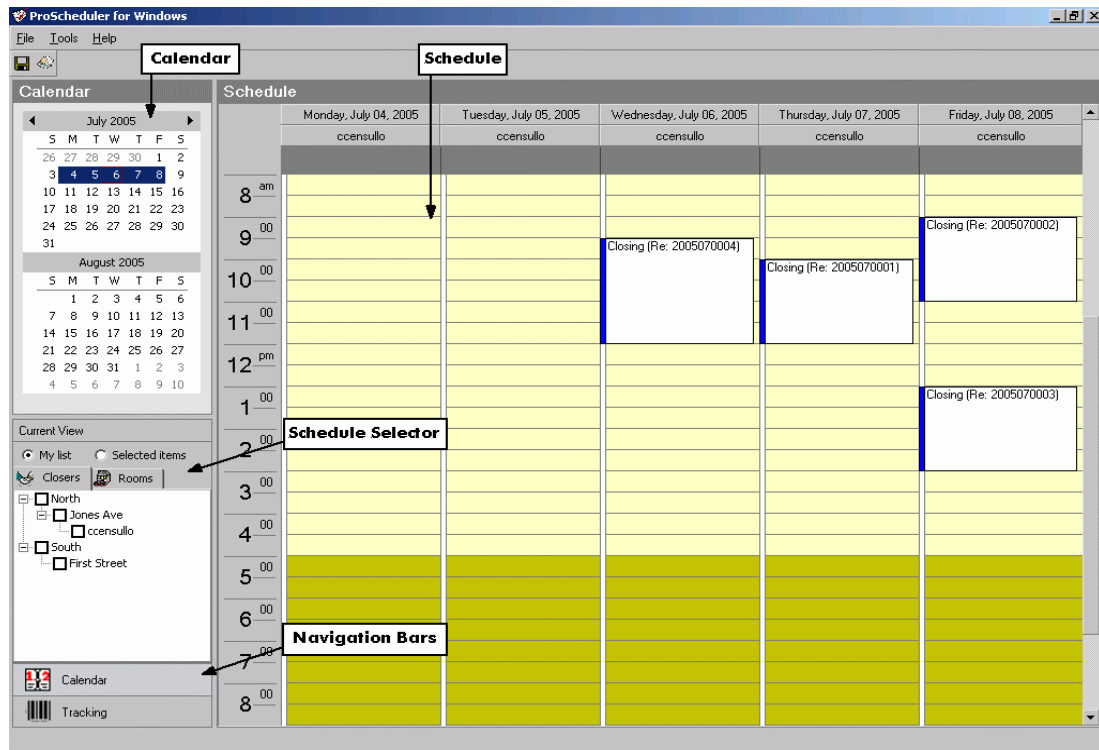 ProScheduler for Windows
File Tools Help
Calendar
Schedule
Calendar
Schedule
July 2005
S M T W T F S
26 27 28 29 30 1 2
3 4 5 6 7 8 9
10 11 12 13 14 15 16
17 18 19 20 21 22 23
24 25 26 27 28 29 30
31
August 2005
S M T W T F S
1 2 3 4 5 6
7 8 9 10 11 12 13
14 15 16 17 18 19 20
21 22 23 24 25 26 27
28 29 30 31 1 2 3
4 5 6 7 8 9 10
Current View
My list Selected items
Closers Rooms
North
Jones Ave
ccensullo
South
First Street
Calendar
Tracking
Schedule Selector
Navigation Bars
Monday, July 04, 2005 Tuesday, July 05, 2005 Wednesday, July 06, 2005 Thursday, July 07, 2005 Friday, July 08, 2005
ccensullo ccensullo ccensullo ccensullo ccensullo
8 am
9 00
10 00
11 00
12 pm
1 00
2 00
3 00
4 00
5 00
6 00
7 00
8 00
Closing (Re: 2005070004)
Closing (Re: 2005070001)
Closing (Re: 2005070002)
Closing (Re: 2005070003)